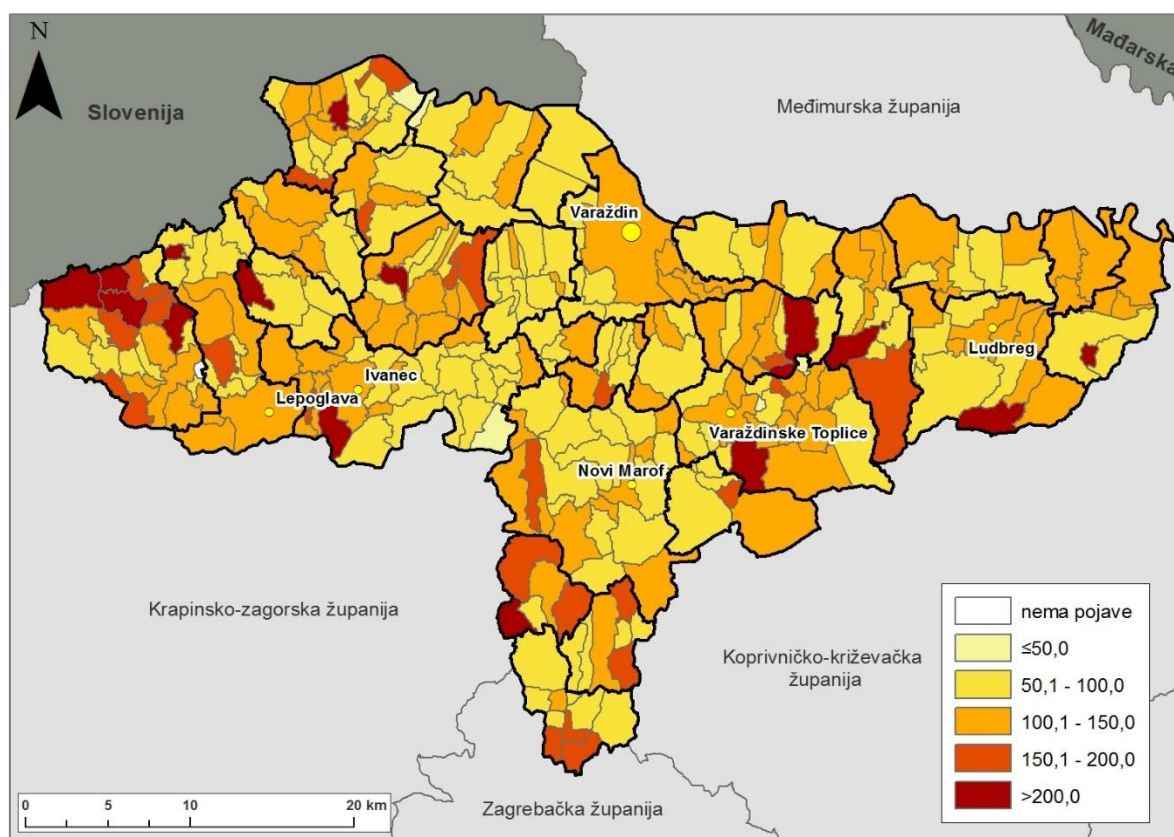 N
Slovenija
Mađarska
Međimurska županija
Varaždin
Ludbreg
Ivanec
Lepoglava
Varaždinske Toplice
Novi Marof
Krapinsko-zagorska županija
Koprivničko-križevačka
županija
Zagrebačka županija
nema pojave
≤50,0
50,1 - 100,0
100,1 - 150,0
150,1 - 200,0
>200,0
0 5 10 20 km